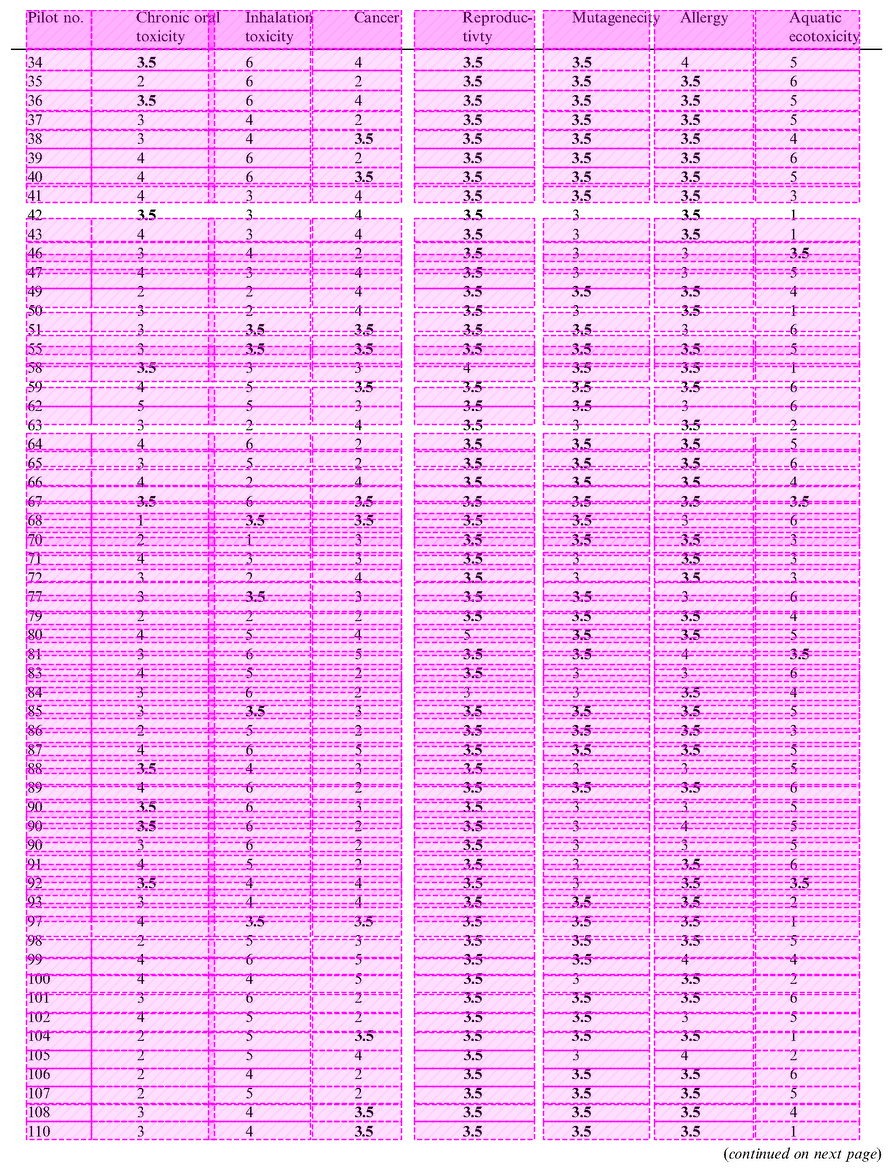 Pilot no. Chronic oral Inhalation Cancer Reproduc- Mutagenecity Allergy Aquatic
toxicity toxicity tivty ecotoxicity
34 3.5 6 4 3.5 3.5 4 5
35 2 6 2 3.5 3.5 3.5 6
36 3.5 6 4 3.5 3.5 3.5 5
37 3 4 2 3.5 3.5 3.5 5
38 3 4 3.5 3.5 3.5 3.5 4
39 4 6 2 3.5 3.5 3.5 6
40 4 6 3.5 3.5 3.5 3.5 5
41 4 3 4 3.5 3.5 3.5 3
42 3.5 3 4 3.5 3 3.5 1
43 4 3 4 3.5 3 3.5 1
46 3 4 2 3.5 3 3 3.5
47 4 3 4 3.5 3 3 5
49 2 2 4 3.5 3.5 3.5 4
50 3 2 4 3.5 3 3.5 1
51 3 3.5 3.5 3.5 3.5 3 6
55 3 3.5 3.5 3.5 3.5 3.5 5
58 3.5 3 3 4 3.5 3.5 1
59 4 5 3.5 3.5 3.5 3.5 6
62 5 5 3 3.5 3.5 3 6
63 3 2 4 3.5 3 3.5 2
64 4 6 2 3.5 3.5 3.5 5
65 3 5 2 3.5 3.5 3.5 6
66 4 2 4 3.5 3.5 3.5 4
67 3.5 6 3.5 3.5 3.5 3.5 3.5
68 1 3.5 3.5 3.5 3.5 3 6
70 2 1 3 3.5 3.5 3.5 3
71 4 3 3 3.5 3 3.5 3
72 3 2 4 3.5 3 3.5 3
77 3 3.5 3 3.5 3.5 3 6
79 2 2 2 3.5 3.5 3.5 4
80 4 5 4 5 3.5 3.5 5
81 3 6 5 3.5 3.5 4 3.5
83 4 5 2 3.5 3 3 6
84 3 6 2 3 3 3.5 4
85 3 3.5 3 3.5 3.5 3.5 5
86 2 5 2 3.5 3.5 3.5 3
87 4 6 5 3.5 3.5 3.5 5
88 3.5 4 3 3.5 3 3 5
89 4 6 2 3.5 3.5 3.5 6
90 3.5 6 3 3.5 3 3 5
90 3.5 6 2 3.5 3 4 5
90 3 6 2 3.5 3 3 5
91 4 5 2 3.5 3 3.5 6
92 3.5 4 4 3.5 3 3.5 3.5
93 3 4 4 3.5 3.5 3.5 2
97 4 3.5 3.5 3.5 3.5 3.5 1
98 2 5 3 3.5 3.5 3.5 5
99 4 6 5 3.5 3.5 4 4
100 4 4 5 3.5 3 3.5 2
101 3 6 2 3.5 3.5 3.5 6
102 4 5 2 3.5 3.5 3 5
104 2 5 3.5 3.5 3.5 3.5 1
105 2 5 4 3.5 3 4 2
106 2 4 2 3.5 3.5 3.5 6
107 2 5 2 3.5 3.5 3.5 5
108 3 4 3.5 3.5 3.5 3.5 4
110 3 4 3.5 3.5 3.5 3.5 1
(continued on next page)